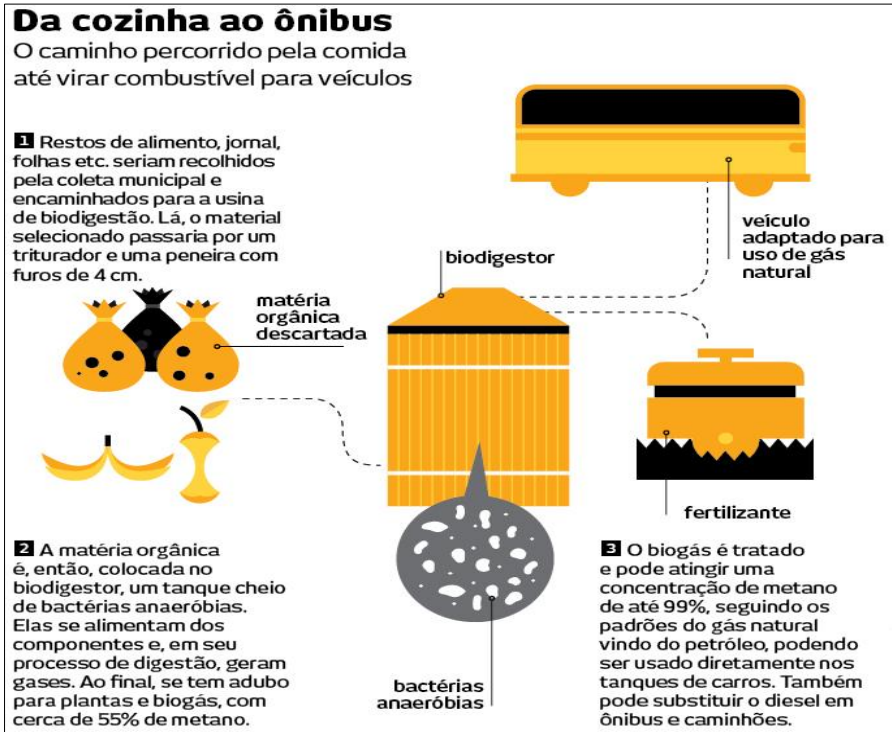 Da cozinha ao ônibus
O caminho percorrido pela comida
até virar combustível para veículos
1 Restos de alimento, jornal,
folhas etc. seriam recolhidos
pela coleta municipal e
encaminhados para a usina
de biodigestão. Lá, o material
selecionado passaria por um
triturador e uma peneira com
furos de 4 cm.
matéria
orgânica
descartada
biodigestor
veículo
adaptado para
uso de gás
natural
fertilizante
2 A matéria orgânica
é, então, colocada no
biodigestor, um tanque cheio
de bactérias anaeróbias.
Elas se alimentam dos
componentes e, em seu
processo de digestão, geram
gases. Ao final, se tem adubo
para plantas e biogás, com
cerca de 55% de metano.
bactérias
anaeróbias
3 O biogás é tratado
e pode atingir uma
concentração de metano
de até 99%, seguindo os
padrões do gás natural
vindo do petróleo, podendo
ser usado diretamente nos
tanques de carros. Também
pode substituir o diesel em
ônibus e caminhões.